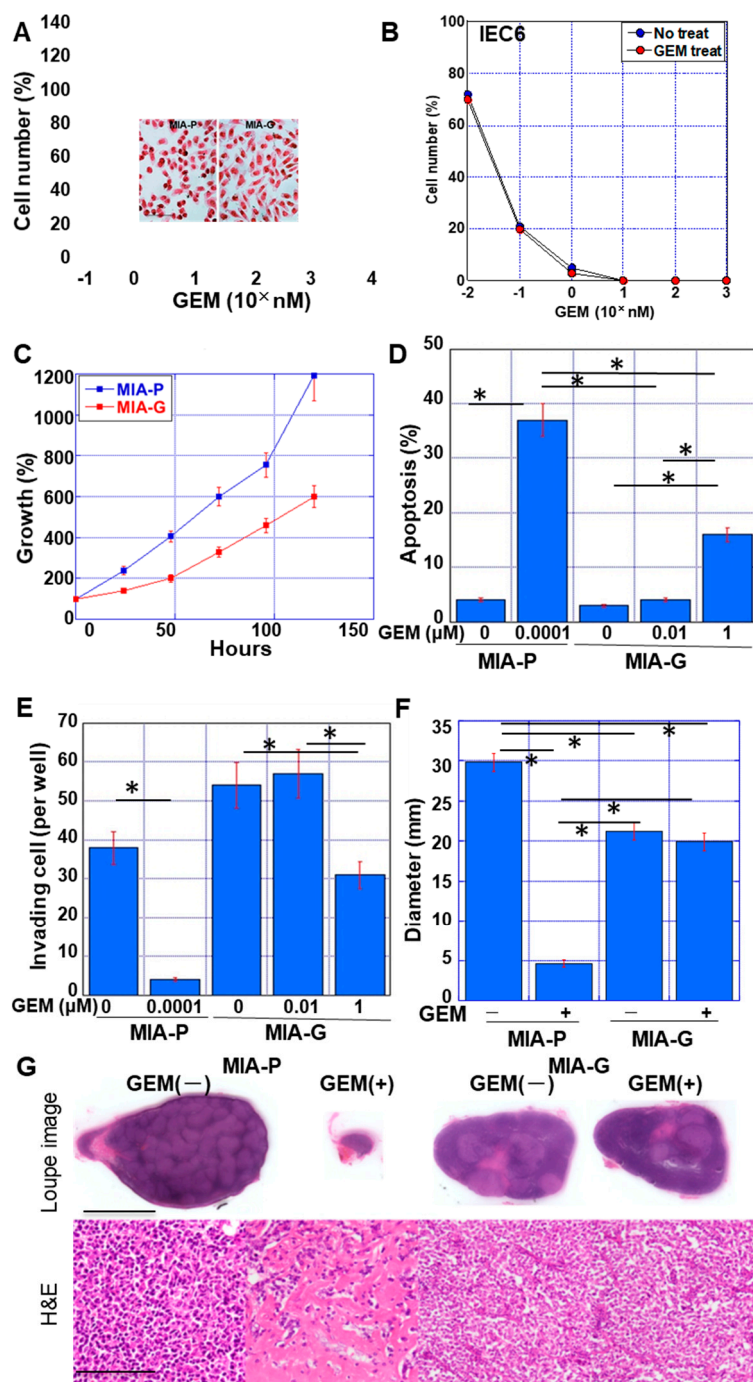 A
140
120
100
80
60
40
20
0
Cell number (%)
MIA-P
MIA-G
-1 0 1 2 3 4
GEM (10× nM)
B
IEC6
No treat
GEM treat
100
80
60
40
20
0
Cell number (%)
-2 -1 0 1 2 3
GEM (10× nM)
C
MIA-P
MIA-G
1200
1000
800
600
400
200
0
Growth (%)
0 50 100 150
Hours
D
50
40
30
20
10
0
Apoptosis (%)
* * * * *
GEM (μM) 0 0.0001 0 0.01 1
MIA-P MIA-G
E
70
60
50
40
30
20
10
0
Invading cell (per well)
* * *
GEM (μM) 0 0.0001 0 0.01 1
MIA-P MIA-G
F
35
30
25
20
15
10
5
0
Diameter (mm)
* * * * *
GEM − + − +
MIA-P MIA-G
G
MIA-P MIA-G
GEM(−) GEM(+) GEM(−) GEM(+)
Loupe image
H&E